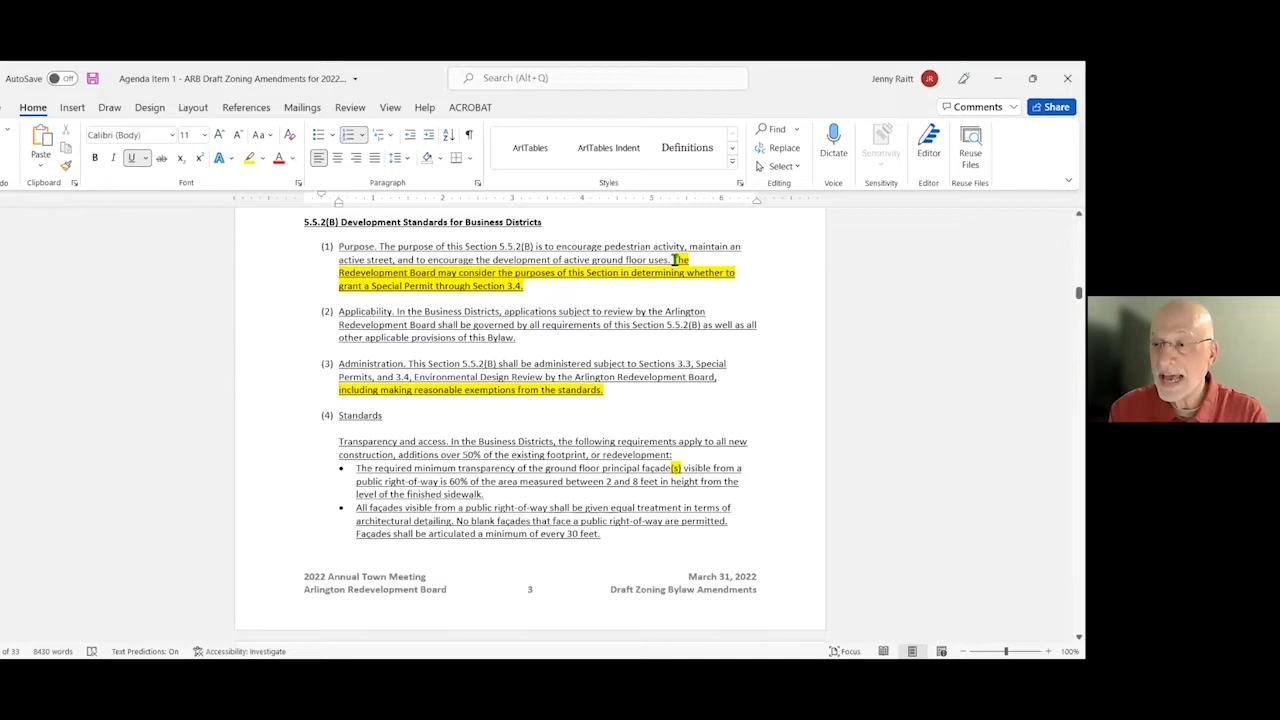 AutoSave Off Agenda Item 1 - ARB Draft Zoning Amendments for 2022... Search (Alt+Q) Jenny Raitt JR
Home Insert Draw Design Layout References Mailings Review View Help ACROBAT Comments Share
Calibri (Body) 11 Aa
Paste
B I U ab x₂ x² A A
ArtTables ArtTables Indent Definitions
Find
Replace
Select
Dictate Sensitivity Editor Reuse Files
Clipboard Font Paragraph Styles Editing Voice Sensitivity Editor Reuse Files
1 2 3 4 5 6
5.5.2(B) Development Standards for Business Districts
(1) Purpose. The purpose of this Section 5.5.2(B) is to encourage pedestrian activity, maintain an
active street, and to encourage the development of active ground floor uses. The
Redevelopment Board may consider the purposes of this Section in determining whether to
grant a Special Permit through Section 3.4.
(2) Applicability. In the Business Districts, applications subject to review by the Arlington
Redevelopment Board shall be governed by all requirements of this Section 5.5.2(B) as well as all
other applicable provisions of this Bylaw.
(3) Administration. This Section 5.5.2(B) shall be administered subject to Sections 3.3, Special
Permits, and 3.4, Environmental Design Review by the Arlington Redevelopment Board,
including making reasonable exemptions from the standards.
(4) Standards
Transparency and access. In the Business Districts, the following requirements apply to all new
construction, additions over 50% of the existing footprint, or redevelopment:
• The required minimum transparency of the ground floor principal façade(s) visible from a
public right-of-way is 60% of the area measured between 2 and 8 feet in height from the
level of the finished sidewalk.
• All façades visible from a public right-of-way shall be given equal treatment in terms of
architectural detailing. No blank façades that face a public right-of-way are permitted.
Façades shall be articulated a minimum of every 30 feet.
2022 Annual Town Meeting March 31, 2022
Arlington Redevelopment Board 3 Draft Zoning Bylaw Amendments
of 33 8430 words Text Predictions: On Accessibility: Investigate Focus 100%